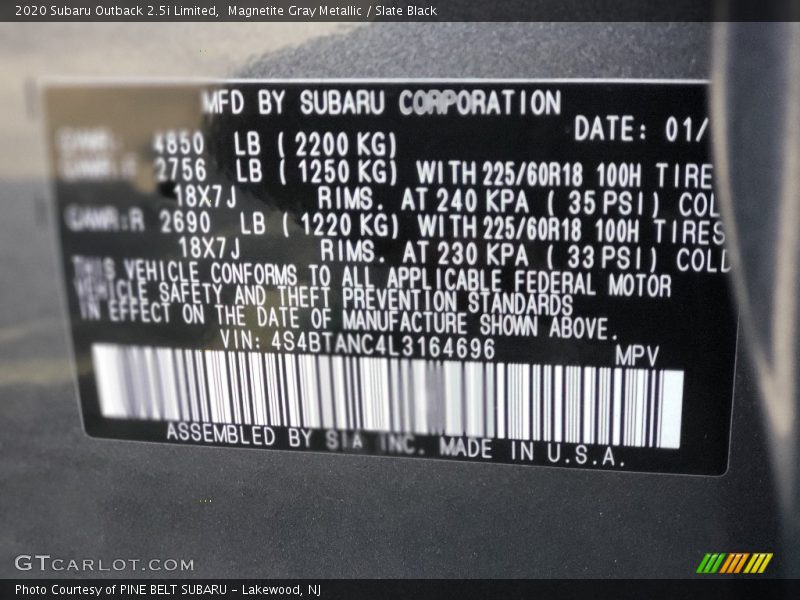 2020 Subaru Outback 2.5i Limited,  Magnetite Gray Metallic / Slate Black
MFD BY SUBARU CORPORATION
DATE: 01/
GVWR. 4850 LB ( 2200 KG)
GAWR:F 2756 LB ( 1250 KG) WITH 225/60R18 100H TIRE
18X7J RIMS. AT 240 KPA ( 35 PSI) COL
GAWR:R 2690 LB ( 1220 KG) WITH 225/60R18 100H TIRES
18X7J RIMS. AT 230 KPA ( 33 PSI) COLD
THIS VEHICLE CONFORMS TO ALL APPLICABLE FEDERAL MOTOR
VEHICLE SAFETY AND THEFT PREVENTION STANDARDS
IN EFFECT ON THE DATE OF MANUFACTURE SHOWN ABOVE.
VIN: 4S4BTANC4L3164696 MPV
ASSEMBLED BY SIA INC. MADE IN U.S.A.
GTCARLOT.COM
Photo Courtesy of PINE BELT SUBARU – Lakewood, NJ